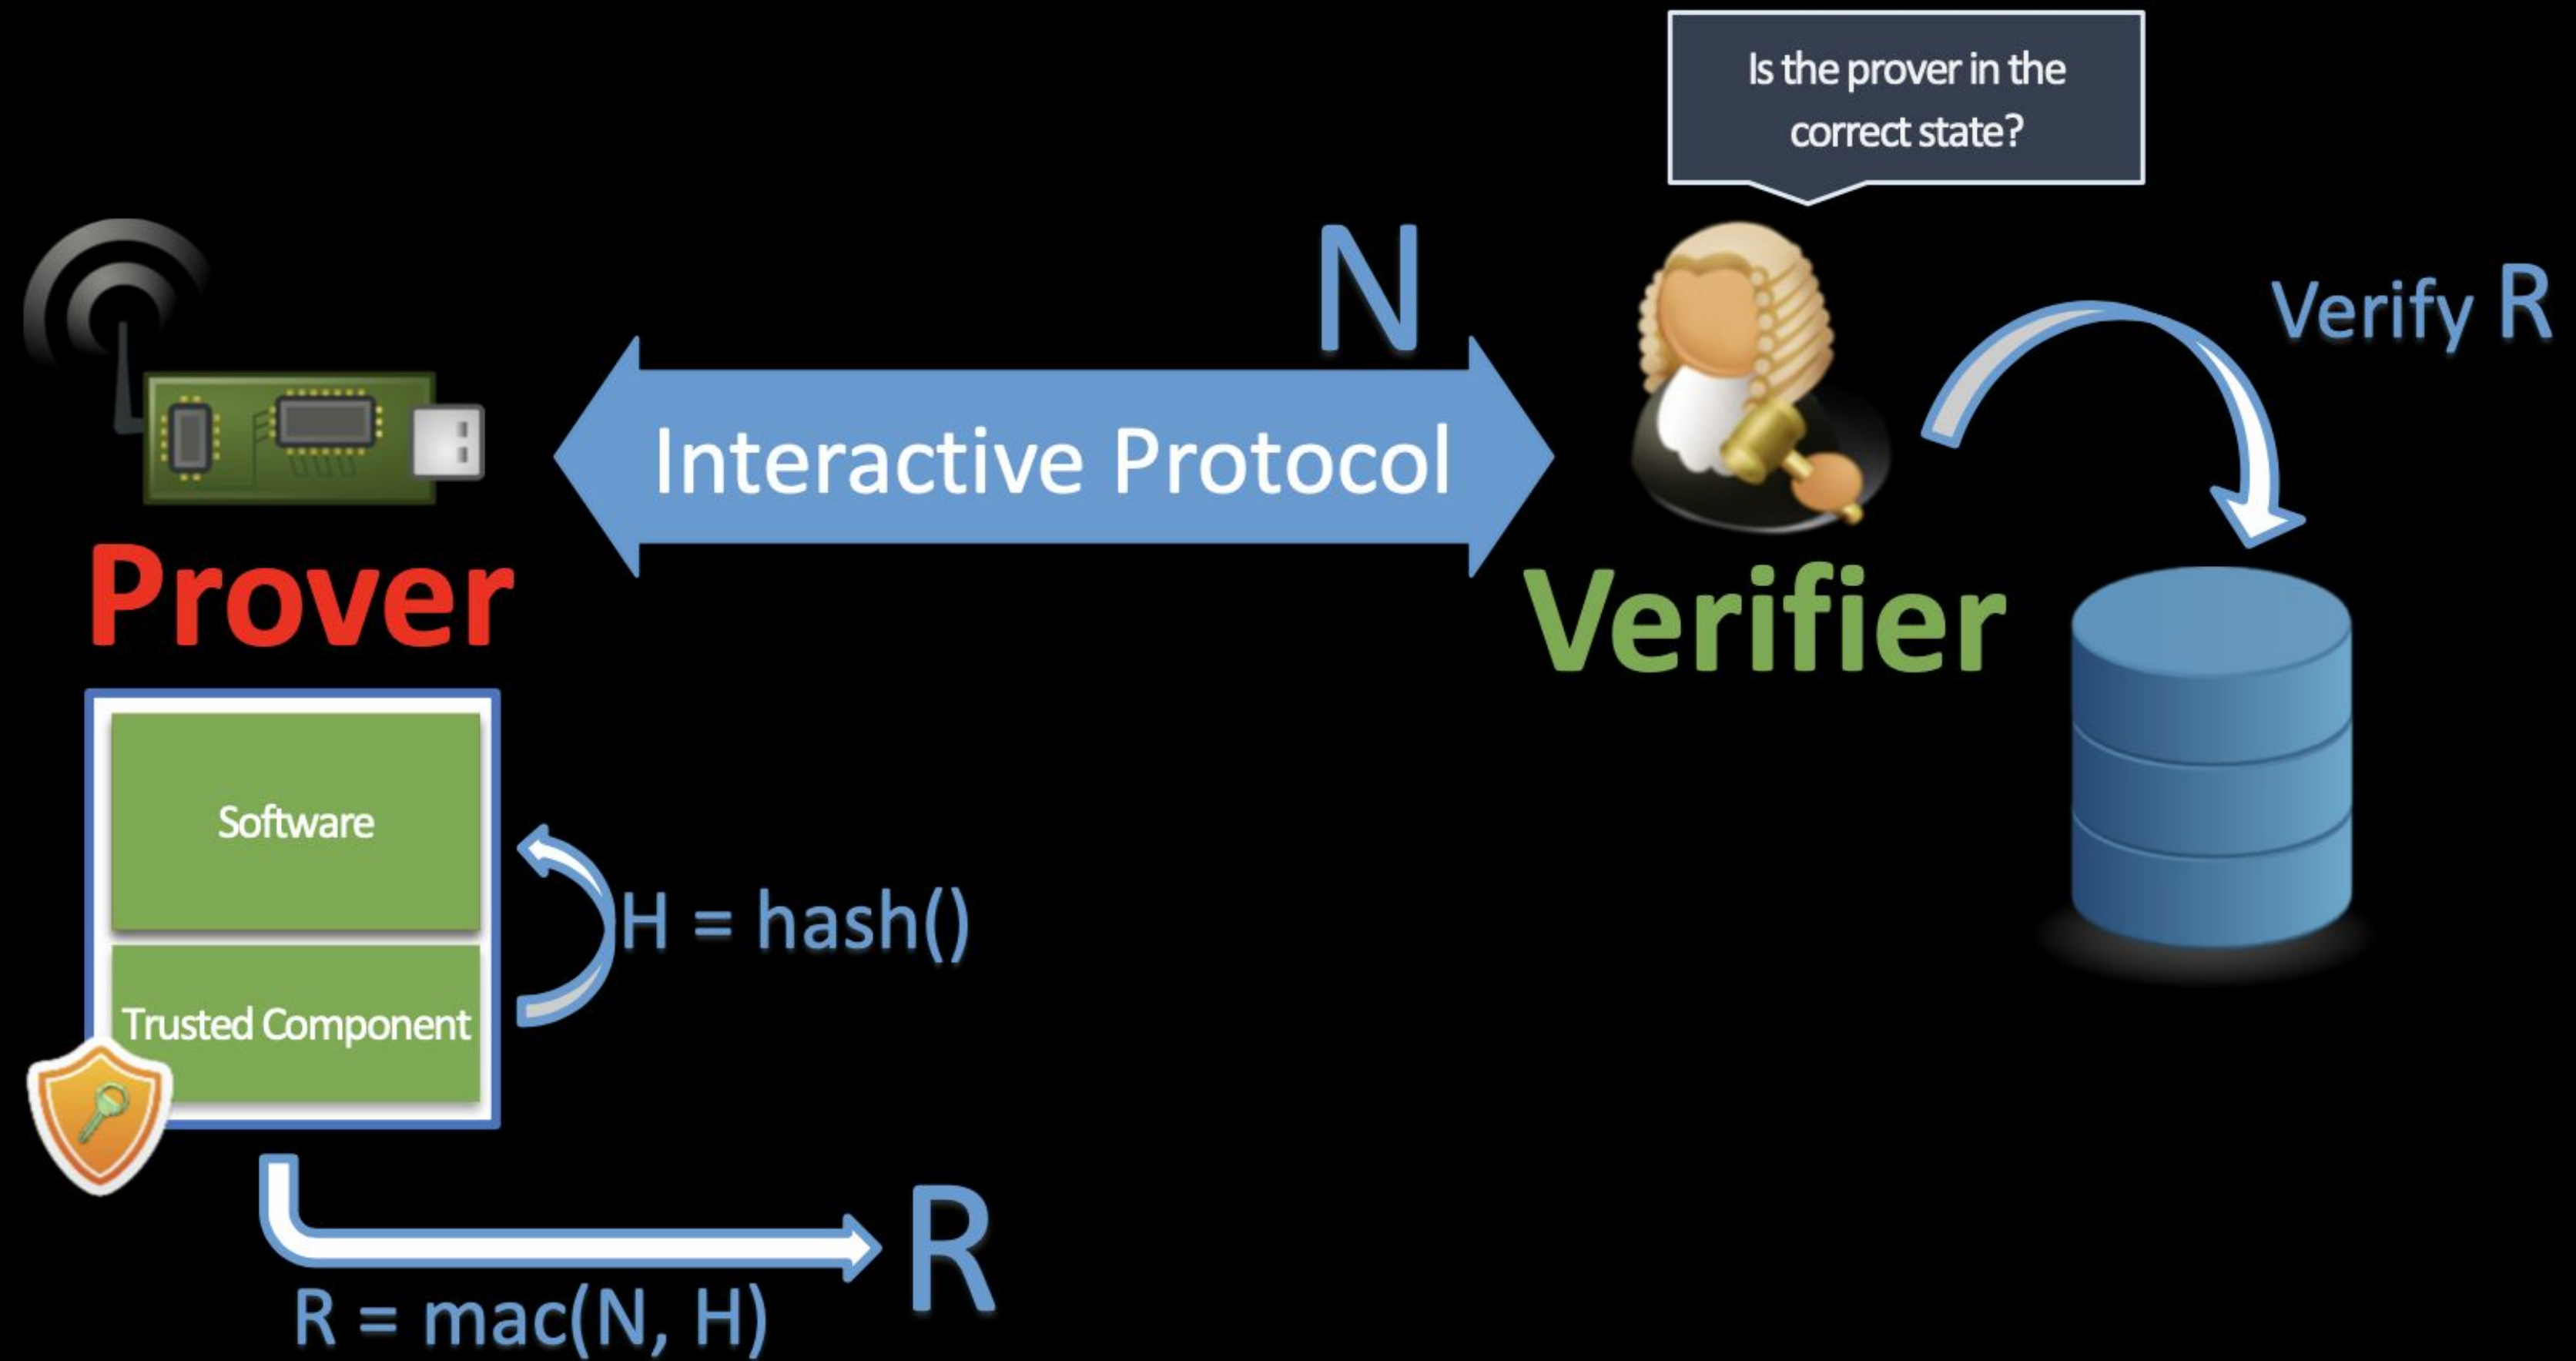 Is the prover in the
correct state?
N
Verify R
Interactive Protocol
Prover
Verifier
Software
H = hash()
Trusted Component
R
R = mac(N, H)